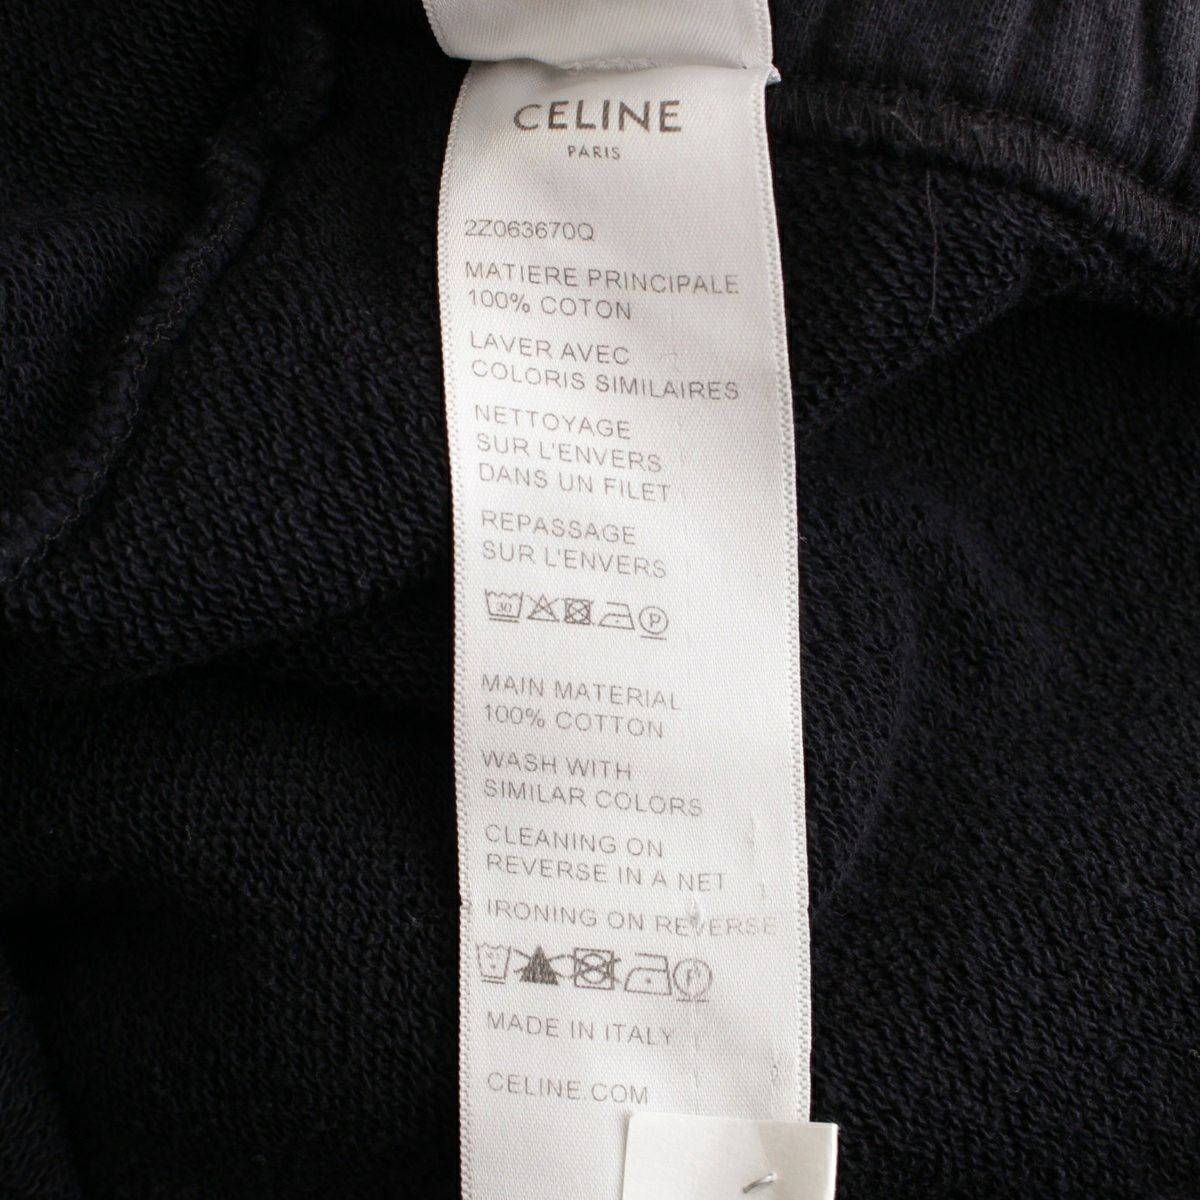 CELINE
PARIS
2Z063670Q
MATIERE PRINCIPALE
100% COTON
LAVER AVEC
COLORIS SIMILAIRES
NETTOYAGE
SUR L'ENVERS
DANS UN FILET
REPASSAGE
SUR L'ENVERS
30 P
MAIN MATERIAL
100% COTTON
WASH WITH
SIMILAR COLORS
CLEANING ON
REVERSE IN A NET
IRONING ON REVERSE
MADE IN ITALY
CELINE.COM